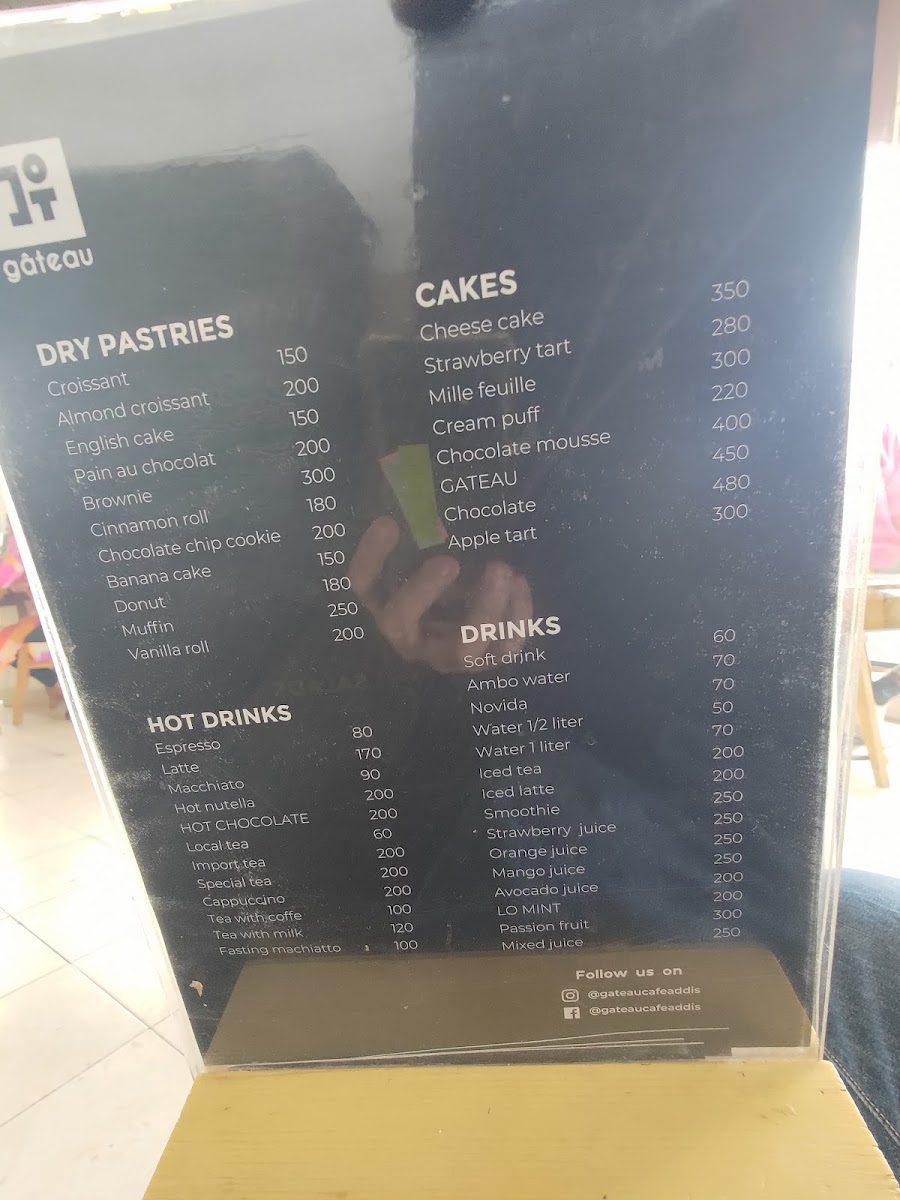 gâteau
DRY PASTRIES
Croissant 150
Almond croissant 200
English cake 150
Pain au chocolat 200
Brownie 300
Cinnamon roll 180
Chocolate chip cookie 200
Banana cake 150
Donut 180
Muffin 250
Vanilla roll 200
HOT DRINKS
Espresso 80
Latte 170
Macchiato 90
Hot nutella 200
HOT CHOCOLATE 200
Local tea 60
Import tea 200
Special tea 200
Cappuccino 200
Tea with coffe 100
Tea with milk 120
Fasting machiatto 100
CAKES
Cheese cake 350
Strawberry tart 280
Mille feuille 300
Cream puff 220
Chocolate mousse 400
GATEAU 450
Chocolate 480
Apple tart 300
DRINKS
Soft drink 60
Ambo water 70
Novida 70
Water 1/2 liter 50
Water 1 liter 70
Iced tea 200
Iced latte 200
Smoothie 250
Strawberry juice 250
Orange juice 250
Mango juice 250
Avocado juice 200
LO MINT 200
Passion fruit 300
Mixed juice 250
Follow us on
@gateaucafeaddis
@gateaucafeaddis